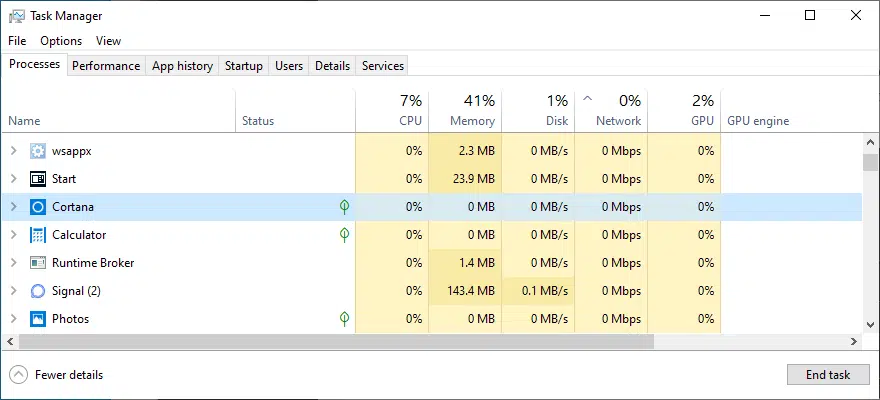 Task Manager
File Options View
Processes Performance App history Startup Users Details Services
7% 41% 1% 0% 2%
Name Status CPU Memory Disk Network GPU GPU engine
wsappx 0% 2.3 MB 0 MB/s 0 Mbps 0%
Start 0% 23.9 MB 0 MB/s 0 Mbps 0%
Cortana 0% 0 MB 0 MB/s 0 Mbps 0%
Calculator 0% 0 MB 0 MB/s 0 Mbps 0%
Runtime Broker 0% 1.4 MB 0 MB/s 0 Mbps 0%
Signal (2) 0% 143.4 MB 0.1 MB/s 0 Mbps 0%
Photos 0% 0 MB 0 MB/s 0 Mbps 0%
Fewer details End task